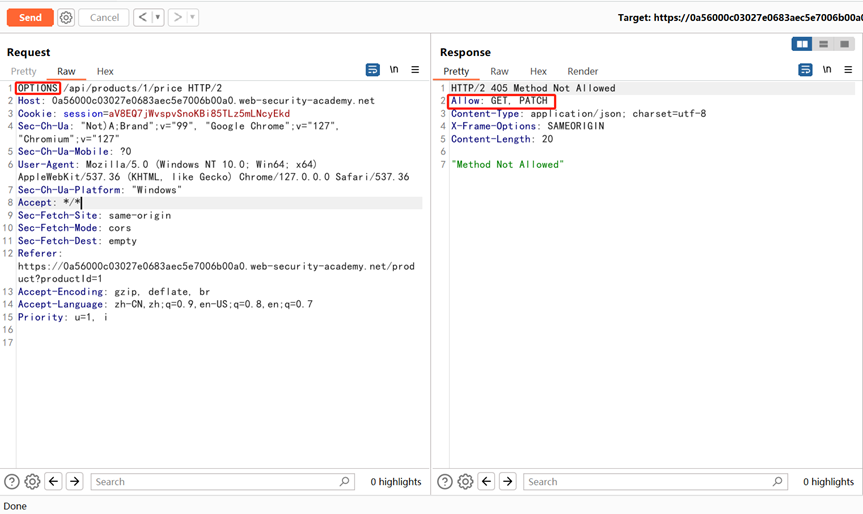 Send
Cancel
Target: https://0a56000c03027e0683aec5e7006b00a0
Request
Pretty Raw Hex
\n
1 OPTIONS /api/products/1/price HTTP/2
2 Host: 0a56000c03027e0683aec5e7006b00a0.web-security-academy.net
3 Cookie: session=aV8EQ7jWvspvSnoKBi85TLz5mLNcyEkd
4 Sec-Ch-Ua: "Not)A;Brand";v="99", "Google Chrome";v="127",
"Chromium";v="127"
5 Sec-Ch-Ua-Mobile: ?0
6 User-Agent: Mozilla/5.0 (Windows NT 10.0; Win64; x64)
AppleWebKit/537.36 (KHTML, like Gecko) Chrome/127.0.0.0 Safari/537.36
7 Sec-Ch-Ua-Platform: "Windows"
8 Accept: */*
9 Sec-Fetch-Site: same-origin
10 Sec-Fetch-Mode: cors
11 Sec-Fetch-Dest: empty
12 Referer:
https://0a56000c03027e0683aec5e7006b00a0.web-security-academy.net/prod
uct?productId=1
13 Accept-Encoding: gzip, deflate, br
14 Accept-Language: zh-CN,zh;q=0.9,en-US;q=0.8,en;q=0.7
15 Priority: u=1, i
16
17
Search
0 highlights
Response
Pretty Raw Hex Render
\n
1 HTTP/2 405 Method Not Allowed
2 Allow: GET, PATCH
3 Content-Type: application/json; charset=utf-8
4 X-Frame-Options: SAMEORIGIN
5 Content-Length: 20
6
7 "Method Not Allowed"
Search
0 highlights
Done